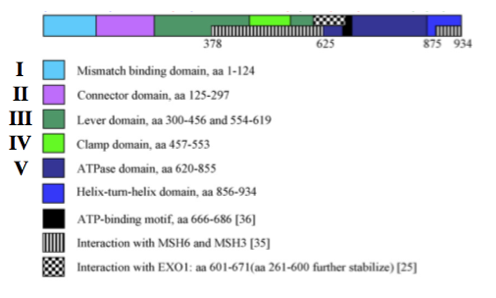 378 625 875 934
I Mismatch binding domain, aa 1-124
II Connector domain, aa 125-297
III Lever domain, aa 300-456 and 554-619
IV Clamp domain, aa 457-553
V ATPase domain, aa 620-855
Helix-turn-helix domain, aa 856-934
ATP-binding motif, aa 666-686 [36]
Interaction with MSH6 and MSH3 [35]
Interaction with EXO1: aa 601-671(aa 261-600 further stabilize) [25]